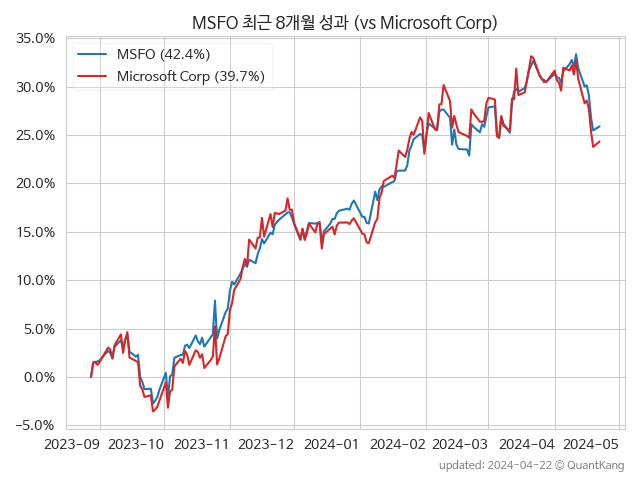 MSFO 최근 8개월 성과 (vs Microsoft Corp)
35.0%
30.0%
25.0%
20.0%
15.0%
10.0%
5.0%
0.0%
−5.0%
MSFO (42.4%)
Microsoft Corp (39.7%)
2023-09 2023-10 2023-11 2023-12 2024-01 2024-02 2024-03 2024-04 2024-05
updated: 2024-04-22 © QuantKang